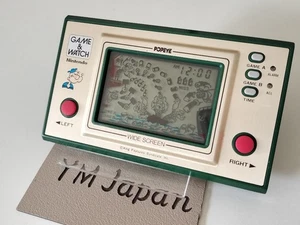 GAME &
WATCH
Nintendo
POPEYE
12:00
GAME A
ALARM
GAME B
ACL
TIME
LEFT
WIDE SCREEN
RIGHT
YM Japan